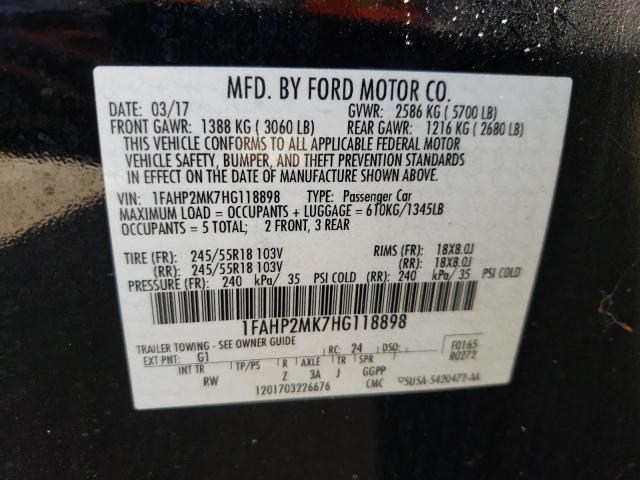 MFD. BY FORD MOTOR CO.
DATE: 03/17 GVWR: 2586 KG ( 5700 LB)
FRONT GAWR: 1388 KG ( 3060 LB) REAR GAWR: 1216 KG ( 2680 LB)
THIS VEHICLE CONFORMS TO ALL APPLICABLE FEDERAL MOTOR
VEHICLE SAFETY, BUMPER, AND THEFT PREVENTION STANDARDS
IN EFFECT ON THE DATE OF MANUFACTURE SHOWN ABOVE.
VIN: 1FAHP2MK7HG118898 TYPE: Passenger Car
MAXIMUM LOAD = OCCUPANTS + LUGGAGE = 610KG/1345LB
OCCUPANTS = 5 TOTAL; 2 FRONT, 3 REAR
TIRE (FR): 245/55R18 103V RIMS (FR): 18X8.0J
(RR): 245/55R18 103V (RR): 18X8.0J
PRESSURE (FR): 240 kPa/ 35 PSI COLD (RR): 240 kPa/ 35 PSI COLD
1FAHP2MK7HG118898
TRAILER TOWING - SEE OWNER GUIDE
EXT PNT: G1 RC: 24 DSO: F0165
R0272
INT TR TP/PS R AXLE TR SPR
RW Z 3A J GGPP
1201703226676 CMC